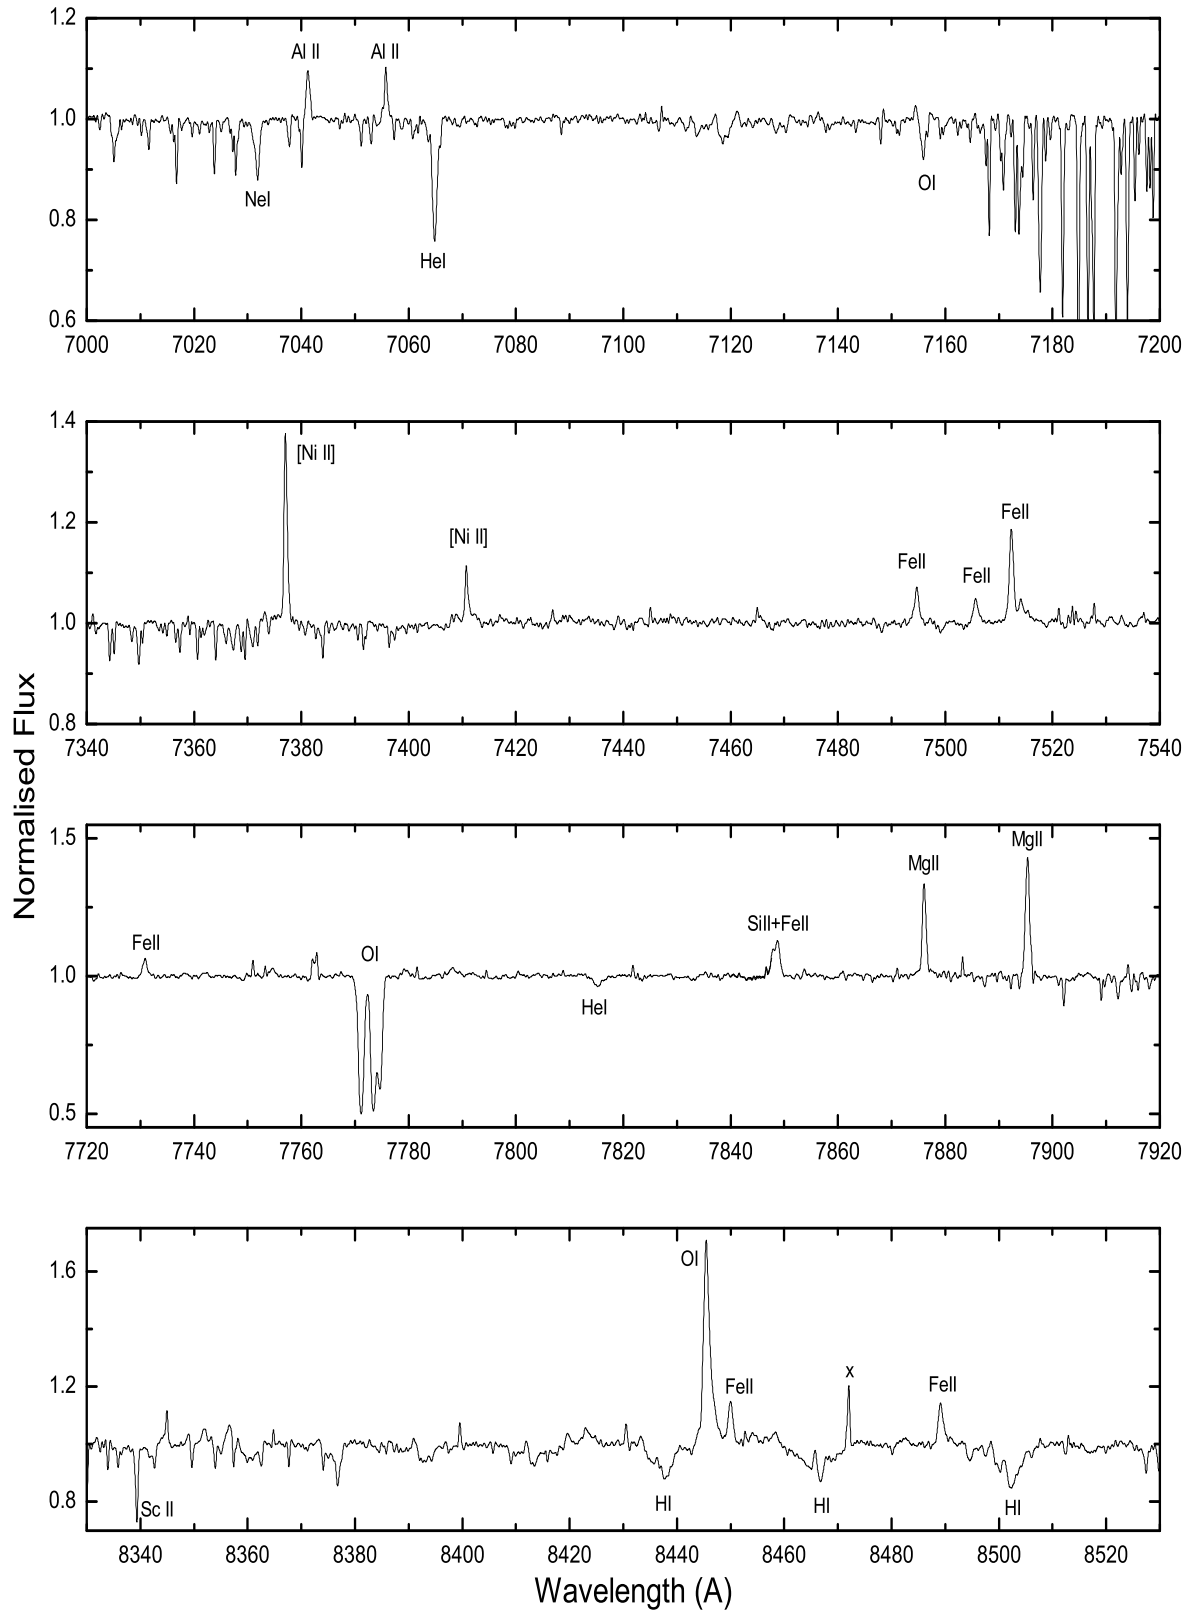 1.2
Al II
Al II
1.0
NeI
HeI
OI
0.8
0.6
7000 7020 7040 7060 7080 7100 7120 7140 7160 7180 7200
1.4
[Ni II]
[Ni II]
FeII
FeII
FeII
1.2
1.0
0.8
7340 7360 7380 7400 7420 7440 7460 7480 7500 7520 7540
Normalised Flux
1.5
MgII
MgII
SiII+FeII
FeII
OI
HeI
1.0
0.5
7720 7740 7760 7780 7800 7820 7840 7860 7880 7900 7920
1.6
OI
FeII
x
FeII
1.2
Sc II
HI
HI
HI
0.8
8340 8360 8380 8400 8420 8440 8460 8480 8500 8520
Wavelength (A)